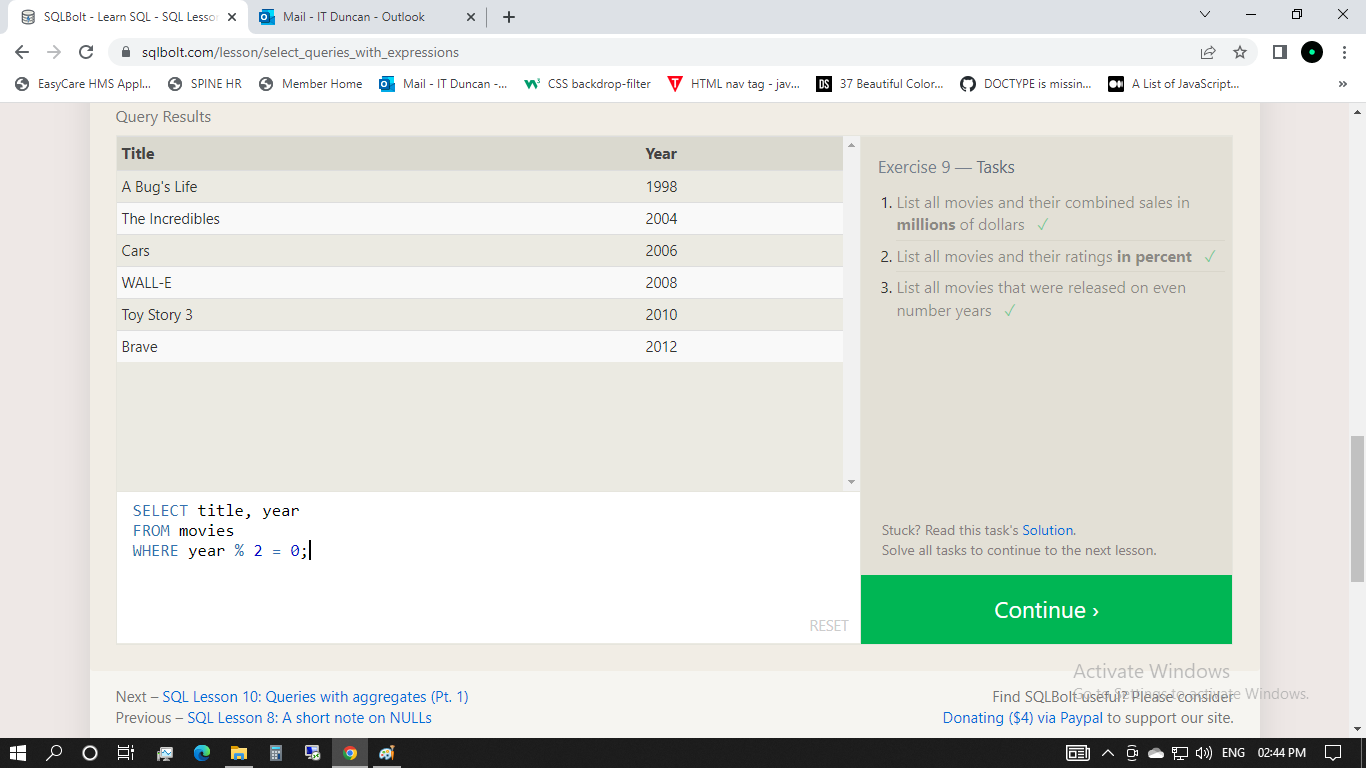 SQLBolt - Learn SQL - SQL Lesson
Mail - IT Duncan - Outlook
sqlbolt.com/lesson/select_queries_with_expressions
EasyCare HMS Appl...
SPINE HR
Member Home
Mail - IT Duncan -...
CSS backdrop-filter
HTML nav tag - jav...
DS
37 Beautiful Color...
DOCTYPE is missin...
A List of JavaScript...
»
Query Results
Title Year
A Bug's Life 1998
The Incredibles 2004
Cars 2006
WALL-E 2008
Toy Story 3 2010
Brave 2012
Exercise 9 — Tasks
1. List all movies and their combined sales in
millions of dollars ✓
2. List all movies and their ratings in percent ✓
3. List all movies that were released on even
number years ✓
Stuck? Read this task's Solution.
Solve all tasks to continue to the next lesson.
SELECT title, year
FROM movies
WHERE year % 2 = 0;
RESET
Continue ›
Activate Windows
Go to Settings to activate Windows.
Next – SQL Lesson 10: Queries with aggregates (Pt. 1)
Previous – SQL Lesson 8: A short note on NULLs
Find SQLBolt useful? Please consider
Donating ($4) via Paypal to support our site.
ENG
02:44 PM